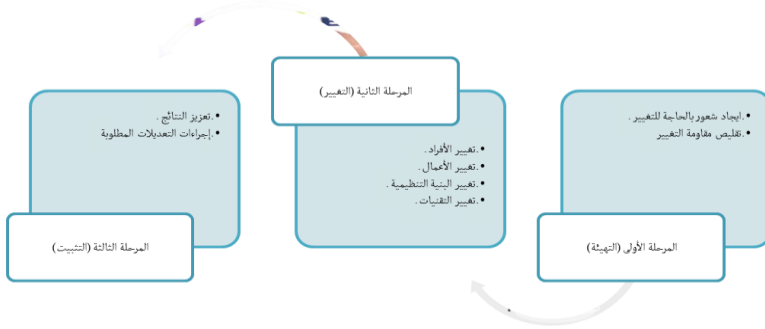 .ايجاد شعور بالحاجة للتغيير .
.تقليص مقاومة التغيير
المرحلة الأولى (التهيئة)
المرحلة الثانية (التغيير)
.تغيير الأفراد .
.تغيير الأعمال .
.تغيير البنية التنظيمية .
.تغيير التقنيات .
.تعزيز النتائج .
.إجراءات التعديلات المطلوبة
المرحلة الثالثة (التثبيت)